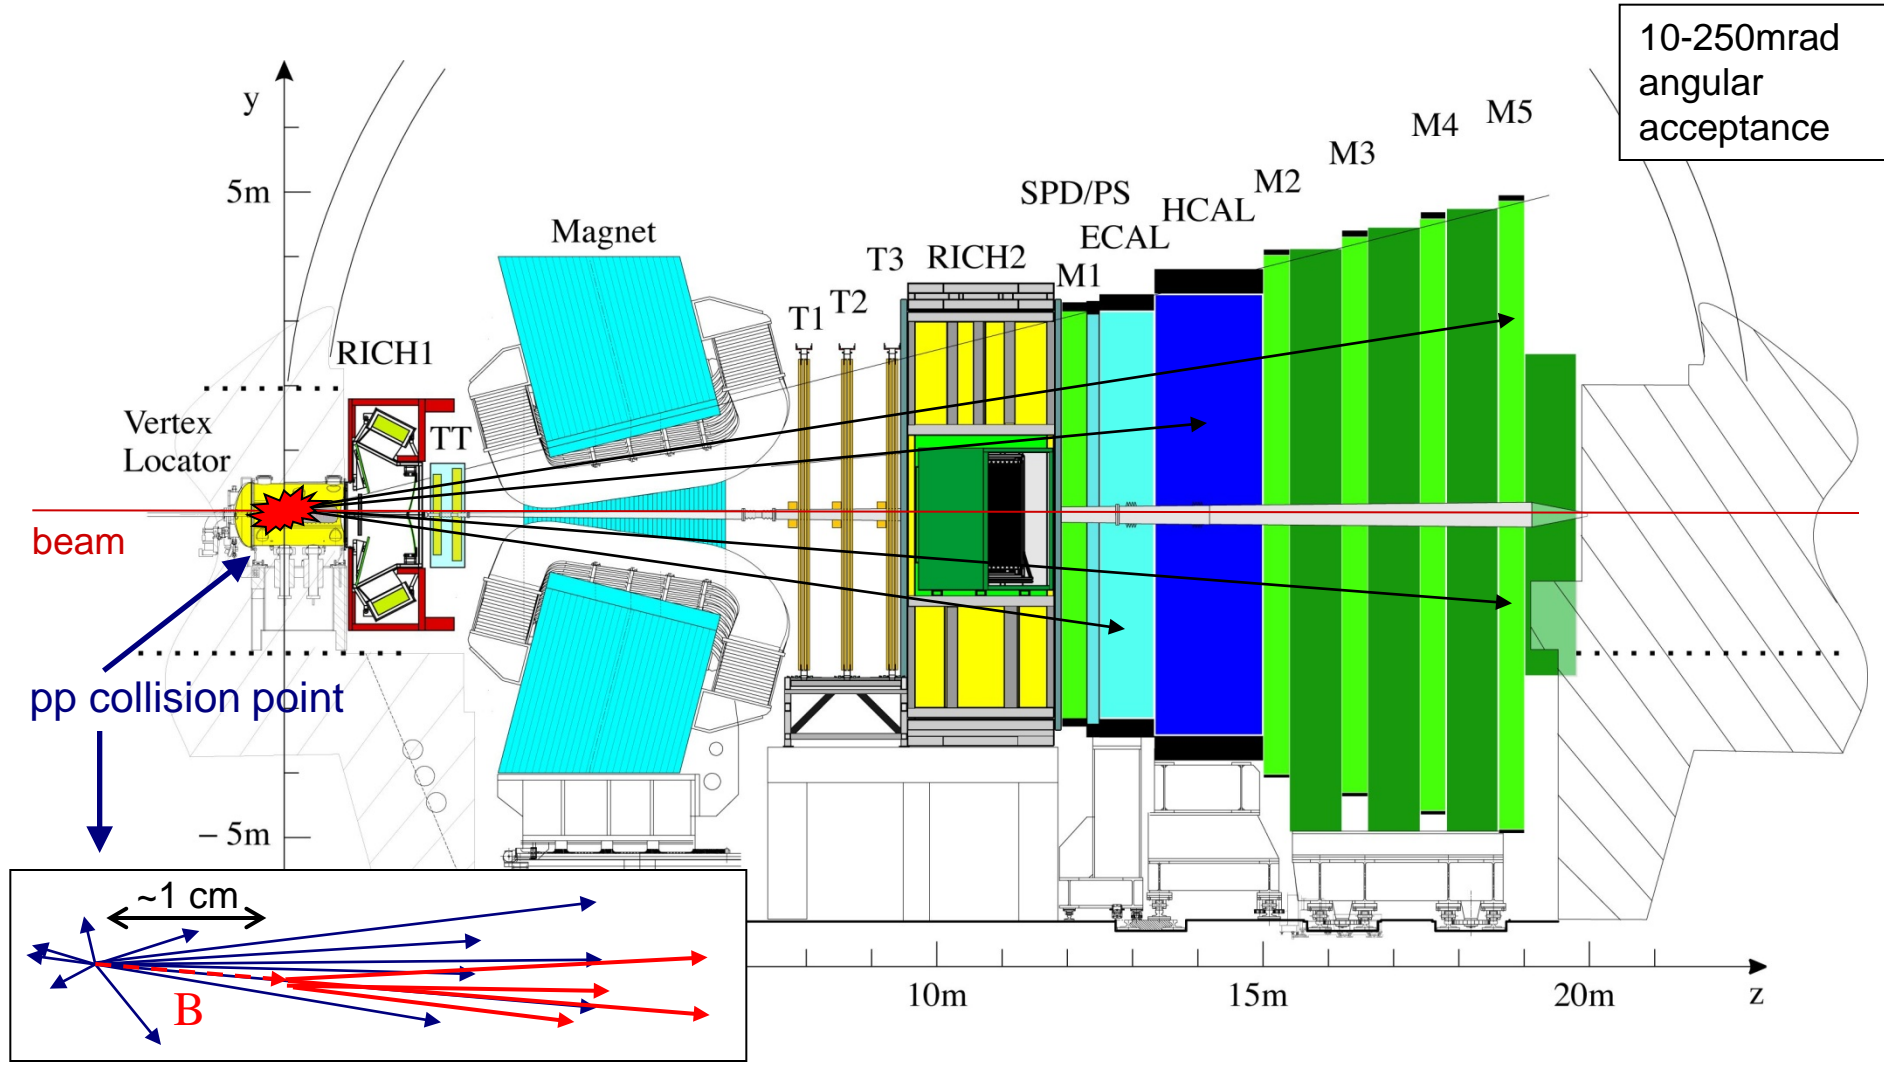 10-250mrad
angular
acceptance
y
5m
Magnet
RICH1
Vertex
Locator
TT
T1
T2
T3
RICH2
SPD/PS
M1
ECAL
HCAL
M2
M3
M4
M5
beam
pp collision point
− 5m
~1 cm
B
10m
15m
20m
z